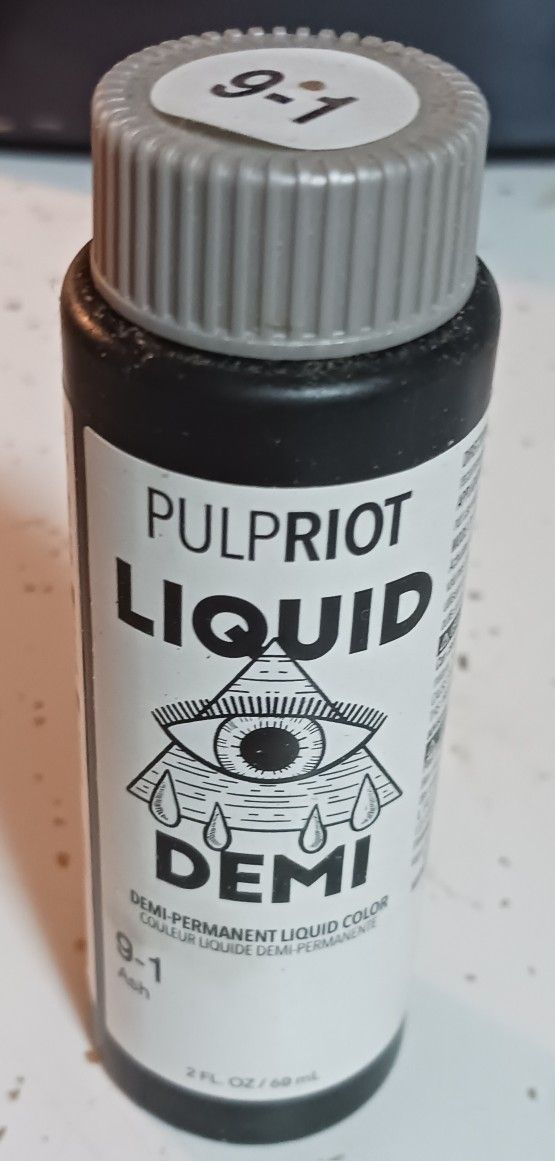 9-1
PULPRIOT
LIQUID
DEMI
DEMI-PERMANENT LIQUID COLOR
COULEUR LIQUIDE DEMI-PERMANENTE
9-1
Ash
2 FL. OZ / 60 mL